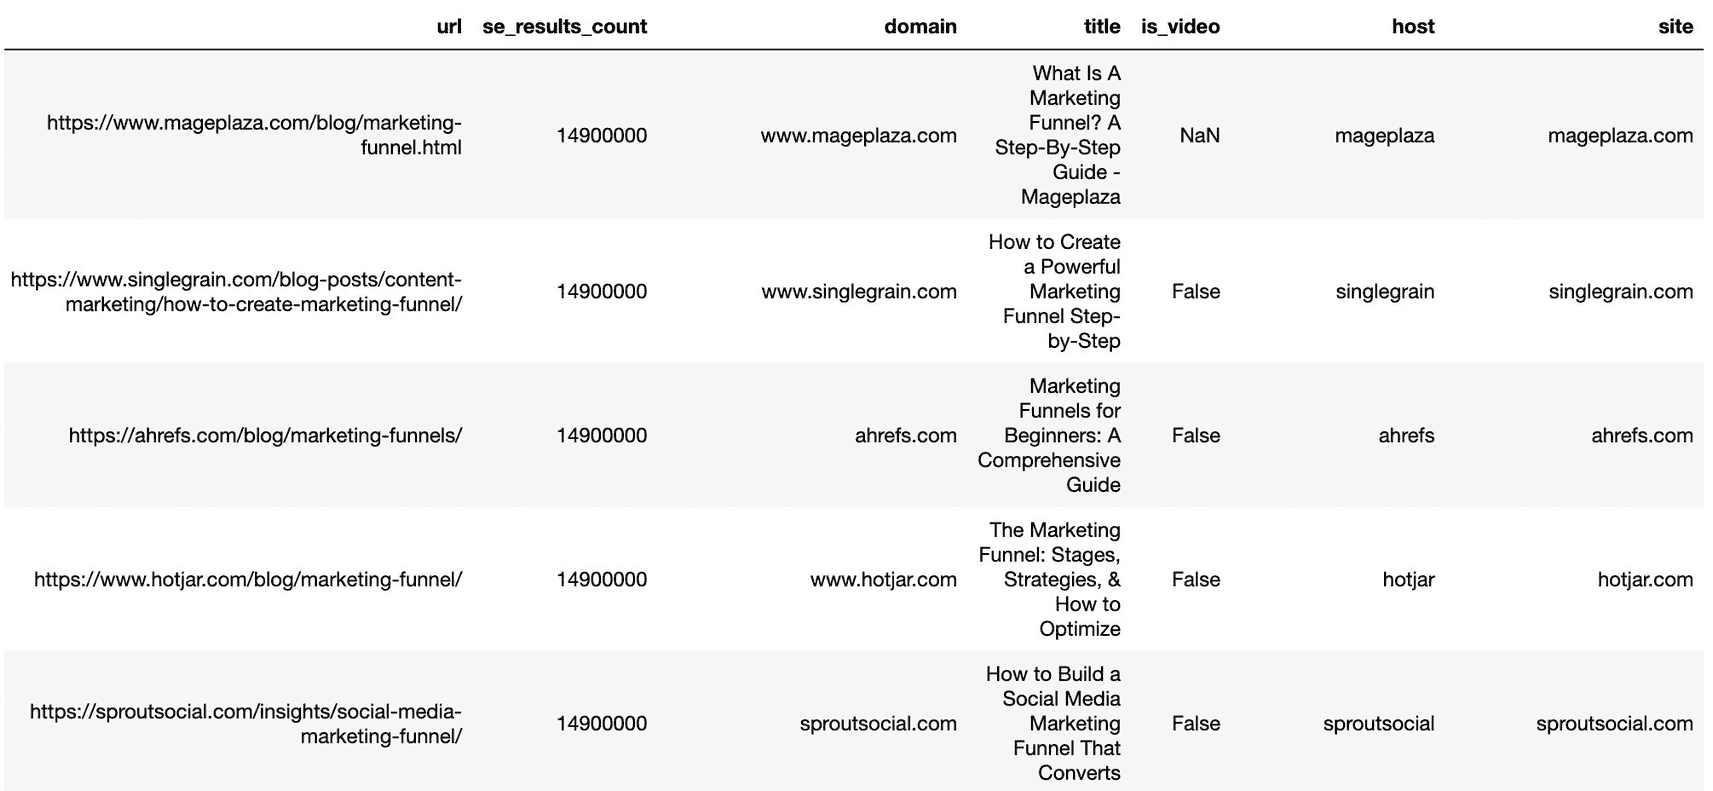 url se_results_count domain title is_video host site
What Is A
Marketing
https://www.mageplaza.com/blog/marketing- Funnel? A
14900000 www.mageplaza.com NaN mageplaza mageplaza.com
funnel.html Step-By-Step
Guide -
Mageplaza
How to Create
a Powerful
https://www.singlegrain.com/blog-posts/content-
14900000 www.singlegrain.com Marketing False singlegrain singlegrain.com
marketing/how-to-create-marketing-funnel/ Funnel Step-
by-Step
Marketing
Funnels for
https://ahrefs.com/blog/marketing-funnels/ 14900000 ahrefs.com Beginners: A False ahrefs ahrefs.com
Comprehensive
Guide
The Marketing
Funnel: Stages,
https://www.hotjar.com/blog/marketing-funnel/ 14900000 www.hotjar.com Strategies, & False hotjar hotjar.com
How to
Optimize
How to Build a
Social Media
https://sproutsocial.com/insights/social-media-
14900000 sproutsocial.com Marketing False sproutsocial sproutsocial.com
marketing-funnel/ Funnel That
Converts